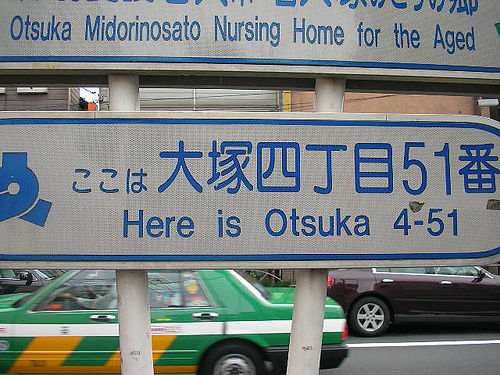 Otsuka Midorinosato Nursing Home for the Aged
ここは 大塚四丁目51番
Here is Otsuka 4-51